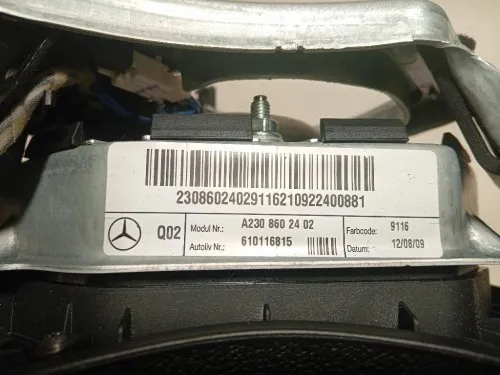 23086024029116210922400881
Q02 Modul Nr.: A230 860 24 02 Farbcode: 9116
Autoliv Nr.: 610116815 Datum: 12/08/09